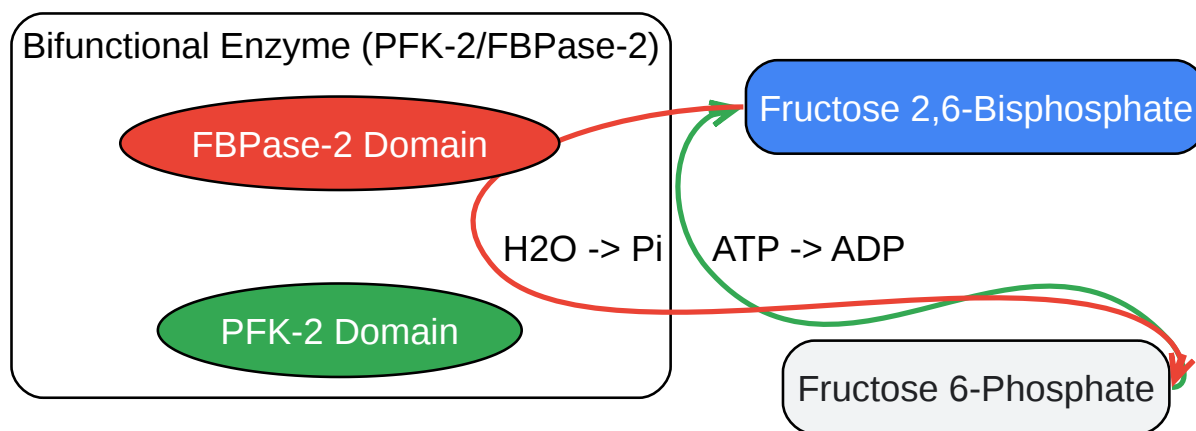 Bifunctional Enzyme (PFK-2/FBPase-2)
Fructose 2,6-Bisphosphate
FBPase-2 Domain
H2O -> Pi
ATP -> ADP
PFK-2 Domain
Fructose 6-Phosphate